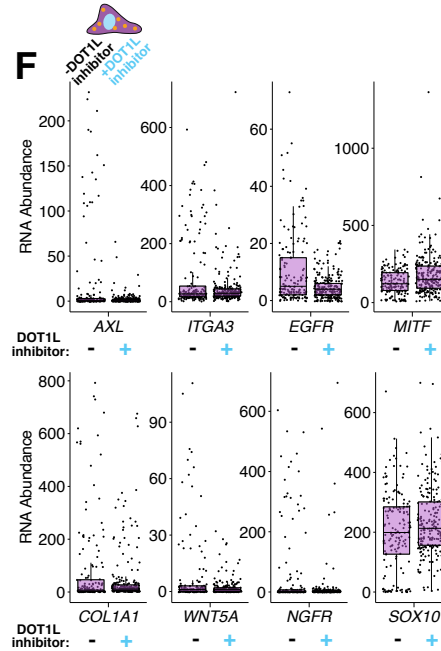 F
-DOT1L
inhibitor
+DOT1L
inhibitor
RNA Abundance
200
150
100
50
0
600
400
200
0
60
40
20
0
1000
500
0
AXL
ITGA3
EGFR
MITF
DOT1L
inhibitor:
- + - + - + - +
RNA Abundance
800
600
400
200
0
90
60
30
0
600
400
200
0
600
400
200
0
COL1A1
WNT5A
NGFR
SOX10
DOT1L
inhibitor:
- + - + - + - +